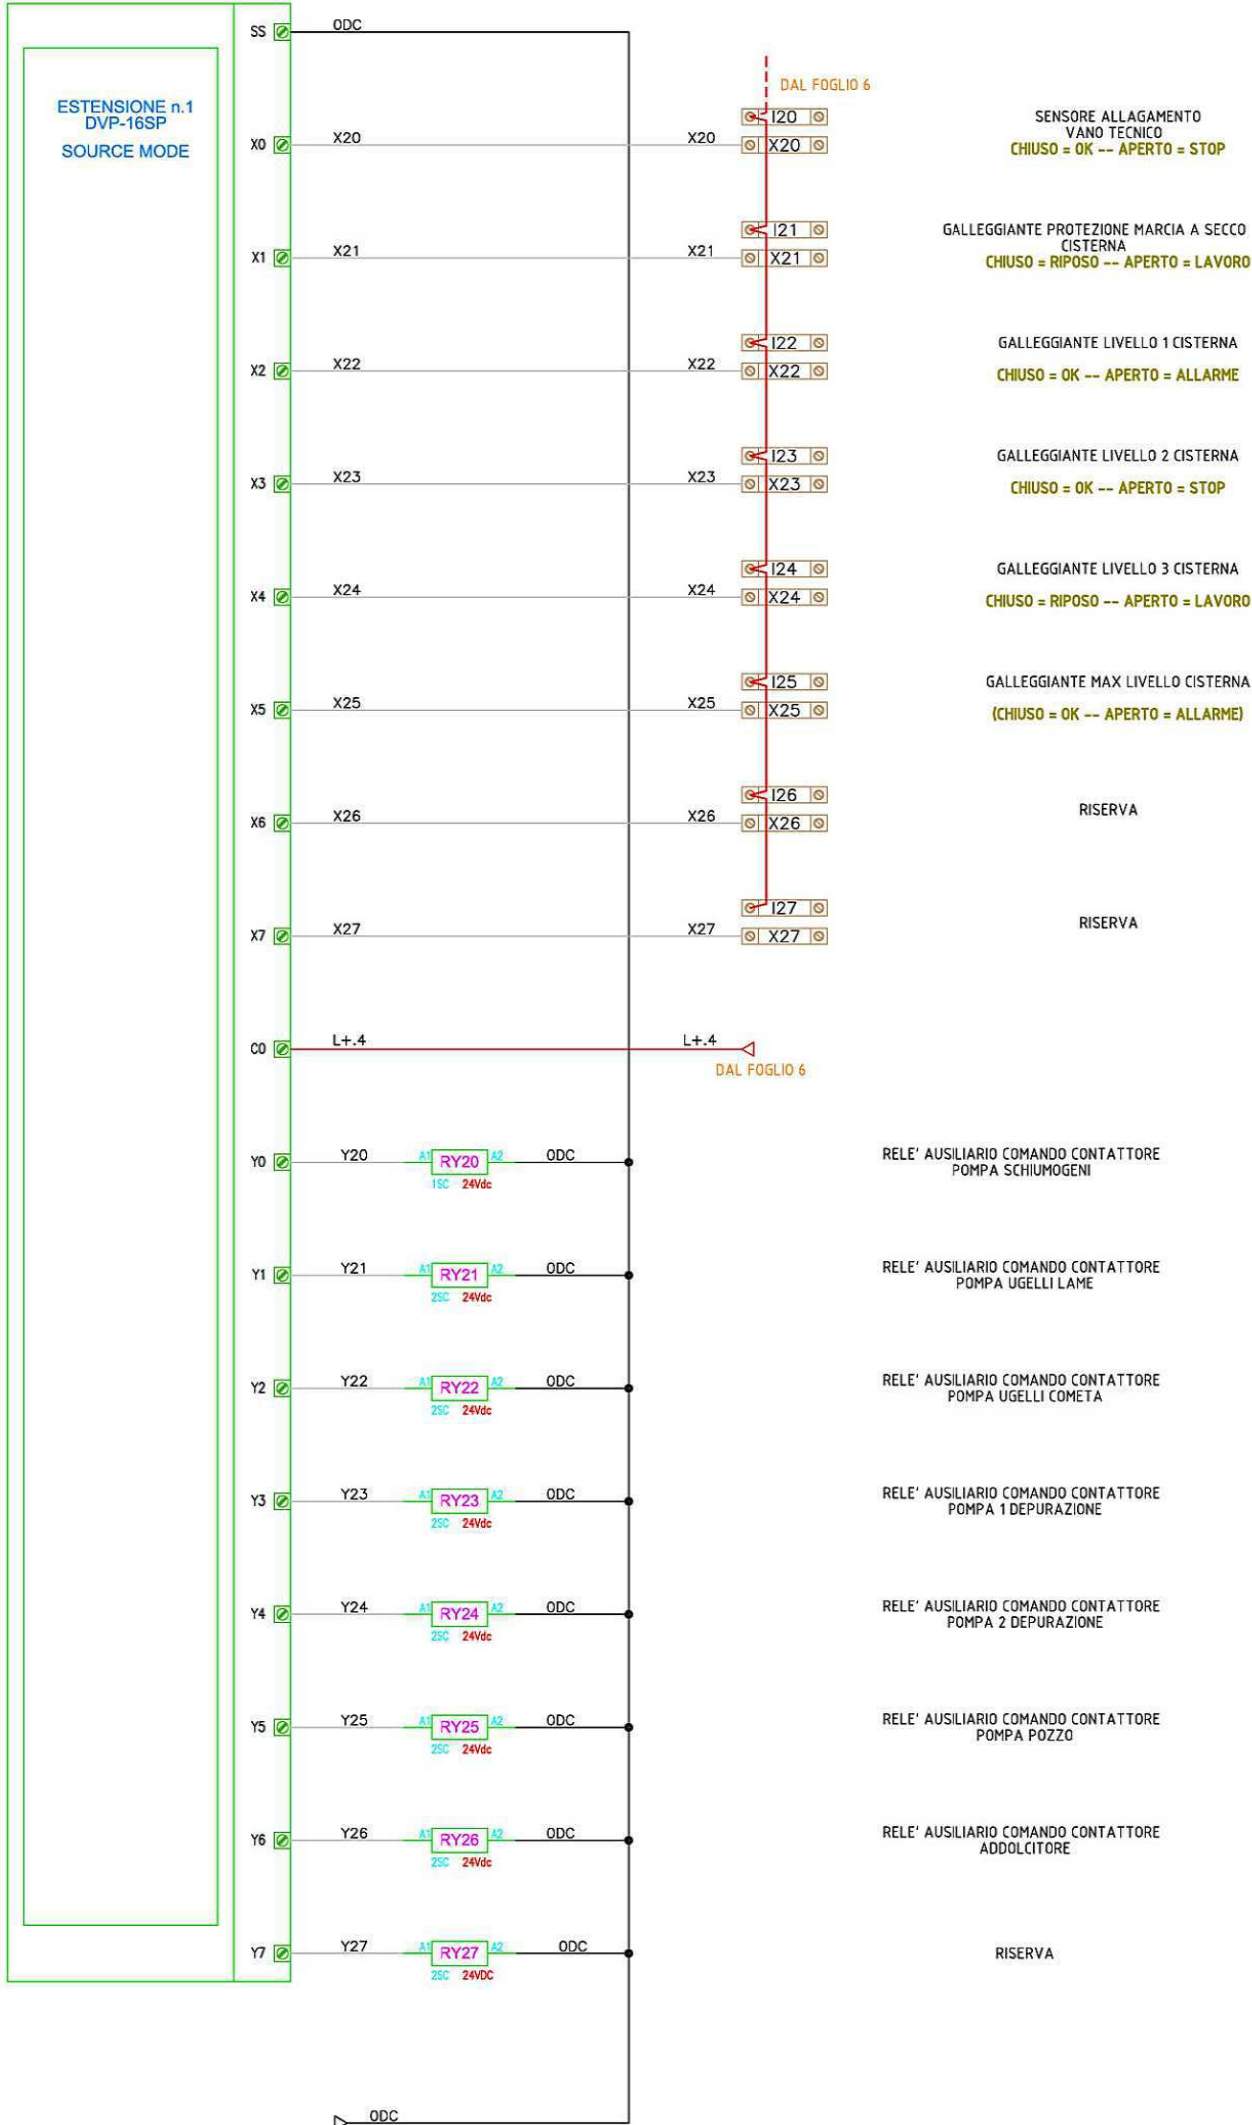 SS
0DC
ESTENSIONE n.1
DVP-16SP
SOURCE MODE
DAL FOGLIO 6
I20
X0
X20
X20
X20
SENSORE ALLAGAMENTO
VANO TECNICO
CHIUSO = OK -- APERTO = STOP
I21
X1
X21
X21
X21
GALLEGGIANTE PROTEZIONE MARCIA A SECCO
CISTERNA
CHIUSO = RIPOSO -- APERTO = LAVORO
I22
X2
X22
X22
X22
GALLEGGIANTE LIVELLO 1 CISTERNA
CHIUSO = OK -- APERTO = ALLARME
I23
X3
X23
X23
X23
GALLEGGIANTE LIVELLO 2 CISTERNA
CHIUSO = OK -- APERTO = STOP
I24
X4
X24
X24
X24
GALLEGGIANTE LIVELLO 3 CISTERNA
CHIUSO = RIPOSO -- APERTO = LAVORO
I25
X5
X25
X25
X25
GALLEGGIANTE MAX LIVELLO CISTERNA
(CHIUSO = OK -- APERTO = ALLARME)
I26
X6
X26
X26
X26
RISERVA
I27
X7
X27
X27
X27
RISERVA
C0
L+.4
L+.4
DAL FOGLIO 6
Y0
Y20
A1
RY20
A2
0DC
1SC 24Vdc
RELE' AUSILIARIO COMANDO CONTATTORE
POMPA SCHIUMOGENI
Y1
Y21
A1
RY21
A2
0DC
2SC 24Vdc
RELE' AUSILIARIO COMANDO CONTATTORE
POMPA UGELLI LAME
Y2
Y22
A1
RY22
A2
0DC
2SC 24Vdc
RELE' AUSILIARIO COMANDO CONTATTORE
POMPA UGELLI COMETA
Y3
Y23
A1
RY23
A2
0DC
2SC 24Vdc
RELE' AUSILIARIO COMANDO CONTATTORE
POMPA 1 DEPURAZIONE
Y4
Y24
A1
RY24
A2
0DC
2SC 24Vdc
RELE' AUSILIARIO COMANDO CONTATTORE
POMPA 2 DEPURAZIONE
Y5
Y25
A1
RY25
A2
0DC
2SC 24Vdc
RELE' AUSILIARIO COMANDO CONTATTORE
POMPA POZZO
Y6
Y26
A1
RY26
A2
0DC
2SC 24Vdc
RELE' AUSILIARIO COMANDO CONTATTORE
ADDOLCITORE
Y7
Y27
A1
RY27
A2
0DC
2SC 24VDC
RISERVA
0DC